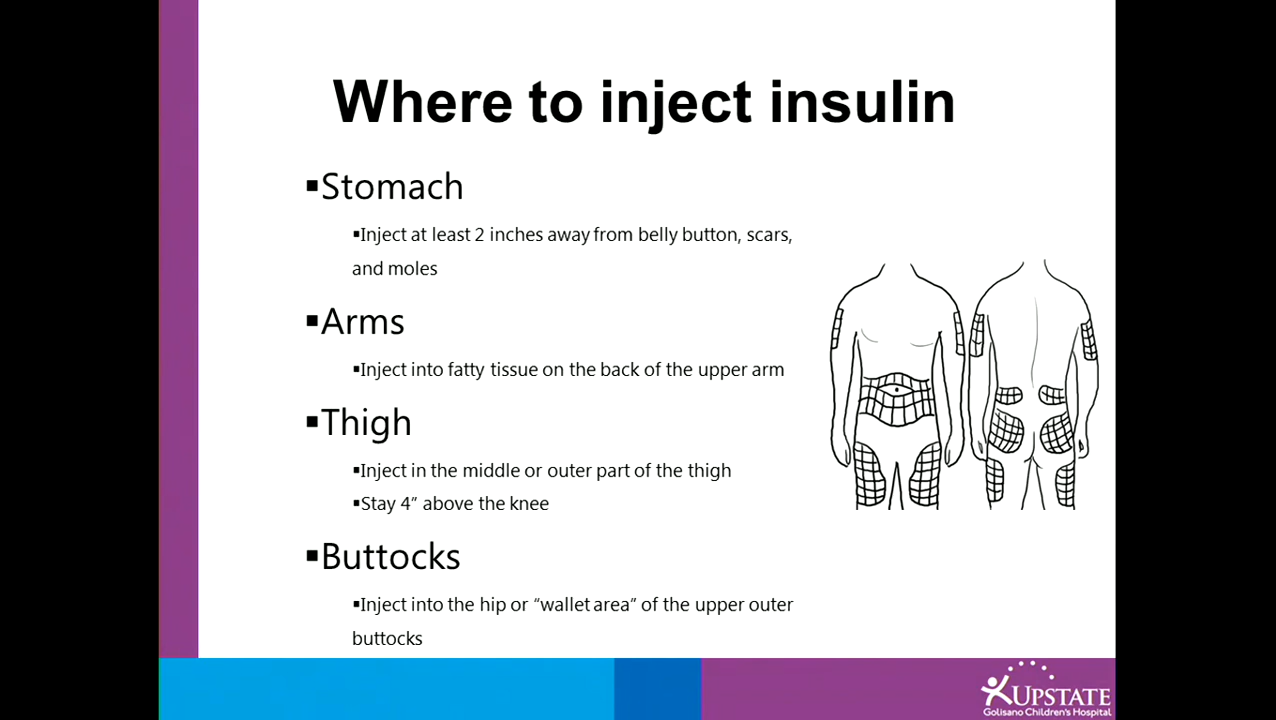 Where to inject insulin
▪Stomach
▪Inject at least 2 inches away from belly button, scars,
and moles
▪Arms
▪Inject into fatty tissue on the back of the upper arm
▪Thigh
▪Inject in the middle or outer part of the thigh
▪Stay 4” above the knee
▪Buttocks
▪Inject into the hip or “wallet area” of the upper outer
buttocks
UPSTATE
Golisano Children's Hospital